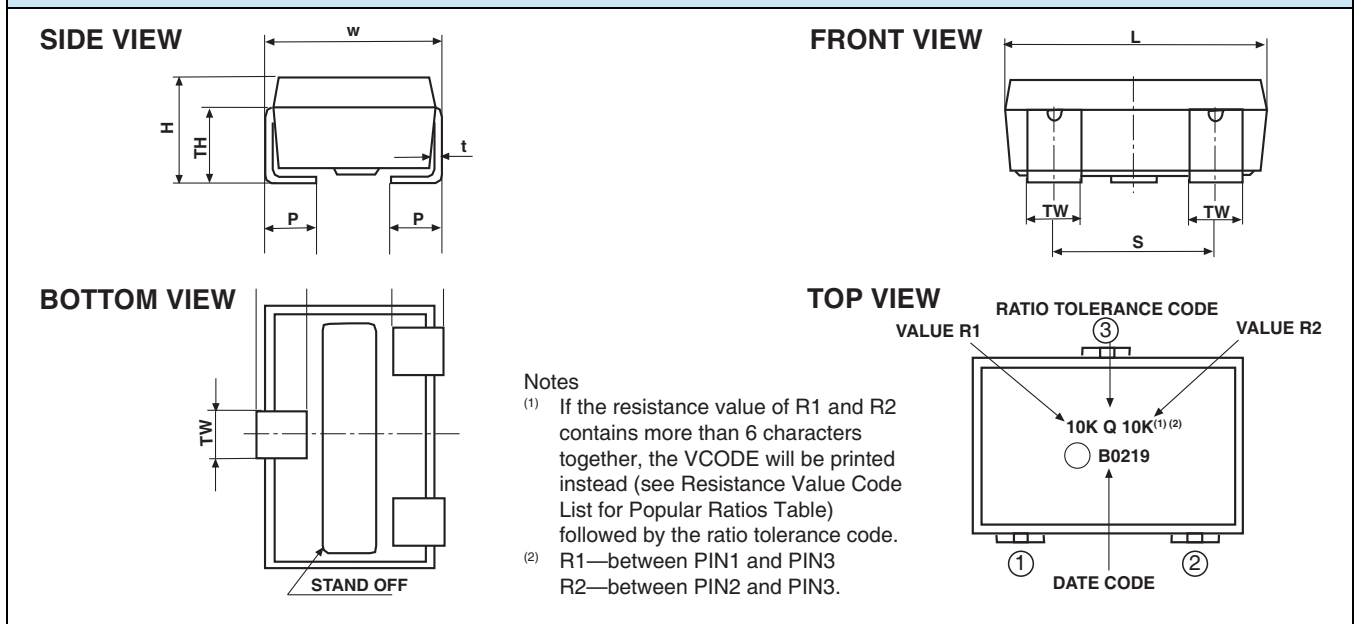 SIDE VIEW
W
H
TH
t
P
P
FRONT VIEW
L
TW
TW
S
BOTTOM VIEW
TW
STAND OFF
Notes
(1) If the resistance value of R1 and R2
contains more than 6 characters
together, the VCODE will be printed
instead (see Resistance Value Code
List for Popular Ratios Table)
followed by the ratio tolerance code.
(2) R1—between PIN1 and PIN3
R2—between PIN2 and PIN3.
TOP VIEW
RATIO TOLERANCE CODE
VALUE R1
3
VALUE R2
10K Q 10K(1) (2)
B0219
1
DATE CODE
2